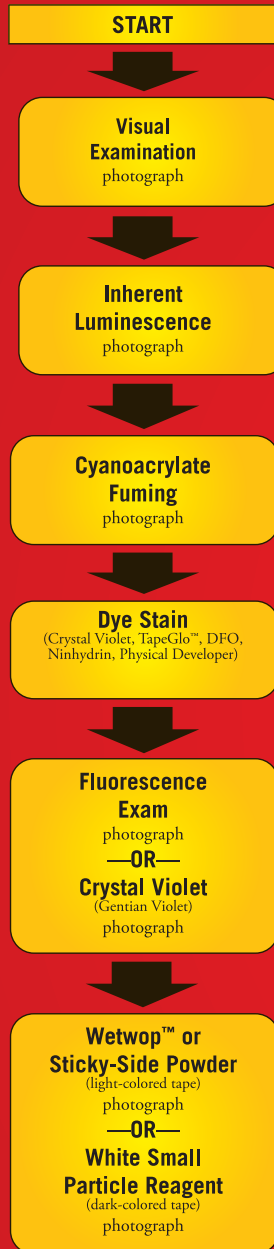 START
Visual
Examination
photograph
Inherent
Luminescence
photograph
Cyanoacrylate
Fuming
photograph
Dye Stain
(Crystal Violet, TapeGlo™, DFO,
Ninhydrin, Physical Developer)
Fluorescence
Exam
photograph
—OR—
Crystal Violet
(Gentian Violet)
photograph
Wetwop™ or
Sticky-Side Powder
(light-colored tape)
photograph
—OR—
White Small
Particle Reagent
(dark-colored tape)
photograph